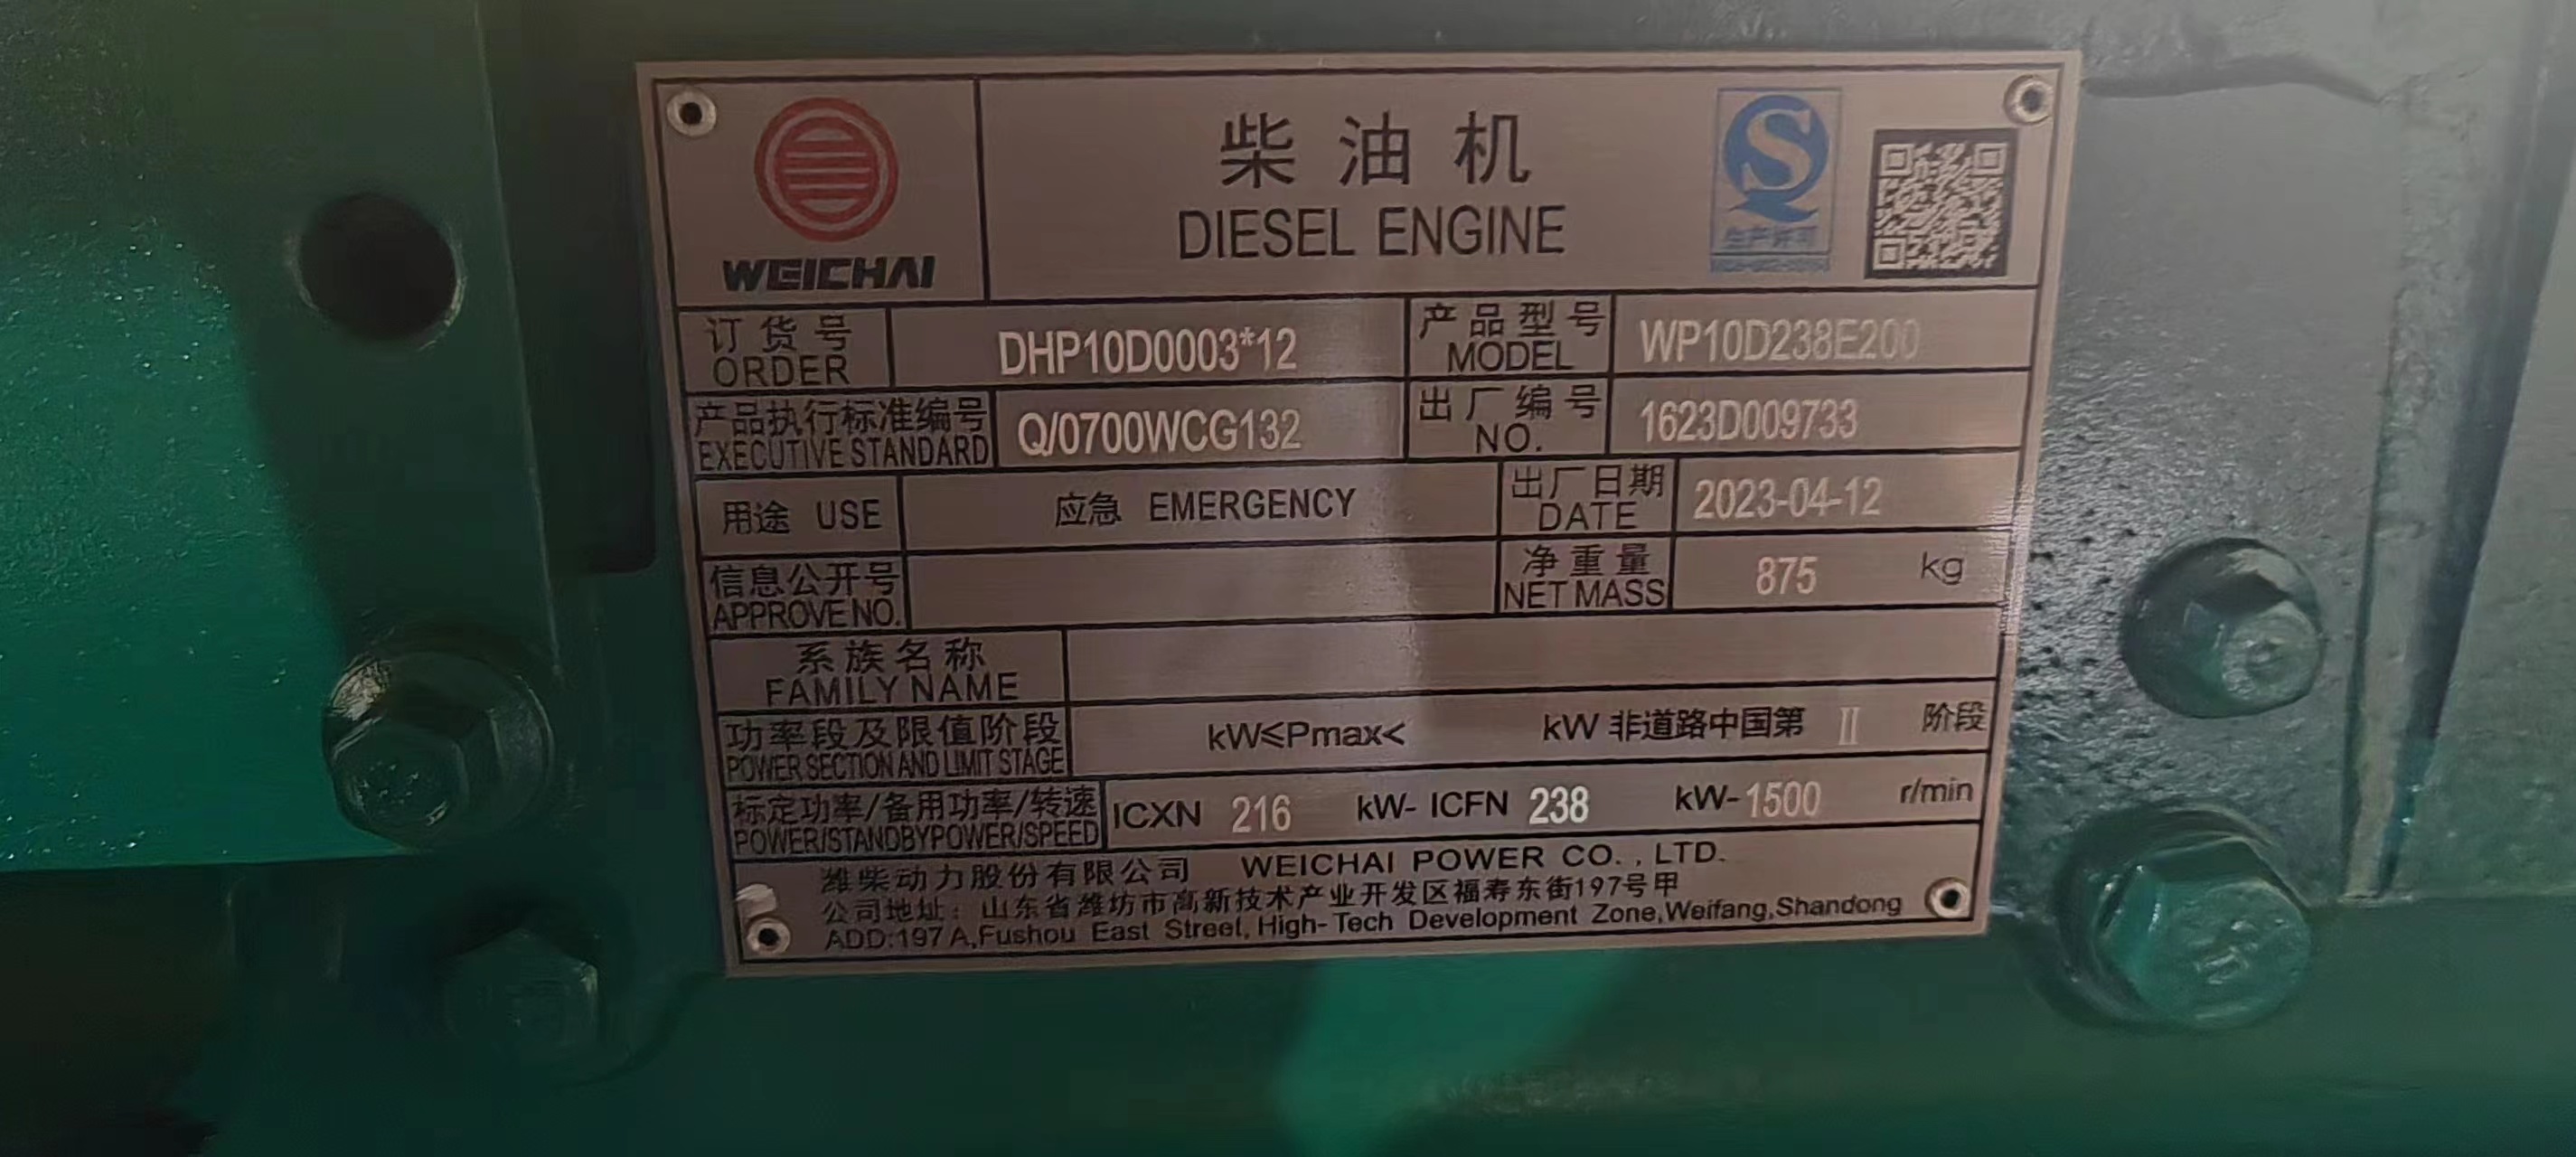 WEICHAI
柴油机
DIESEL ENGINE
生产许可
订货号
ORDER
DHP10D0003*12
产品型号
MODEL
WP10D238E200
产品执行标准编号
EXECUTIVE STANDARD
Q/0700WCG132
出厂编号
NO.
1623D009733
用途 USE
应急 EMERGENCY
出厂日期
DATE
2023-04-12
信息公开号
APPROVE NO.
净重量
NET MASS
875 kg
系族名称
FAMILY NAME
功率段及限值阶段
POWER SECTION AND LIMIT STAGE
kW≤Pmax< kW 非道路中国第 II 阶段
标定功率/备用功率/转速
POWER/STANDBYPOWER/SPEED
ICXN 216 kW- ICFN 238 kW-1500 r/min
潍柴动力股份有限公司 WEICHAI POWER CO., LTD.
公司地址：山东省潍坊市高新技术产业开发区福寿东街197号甲
ADD:197 A,Fushou East Street, High-Tech Development Zone,Weifang,Shandong